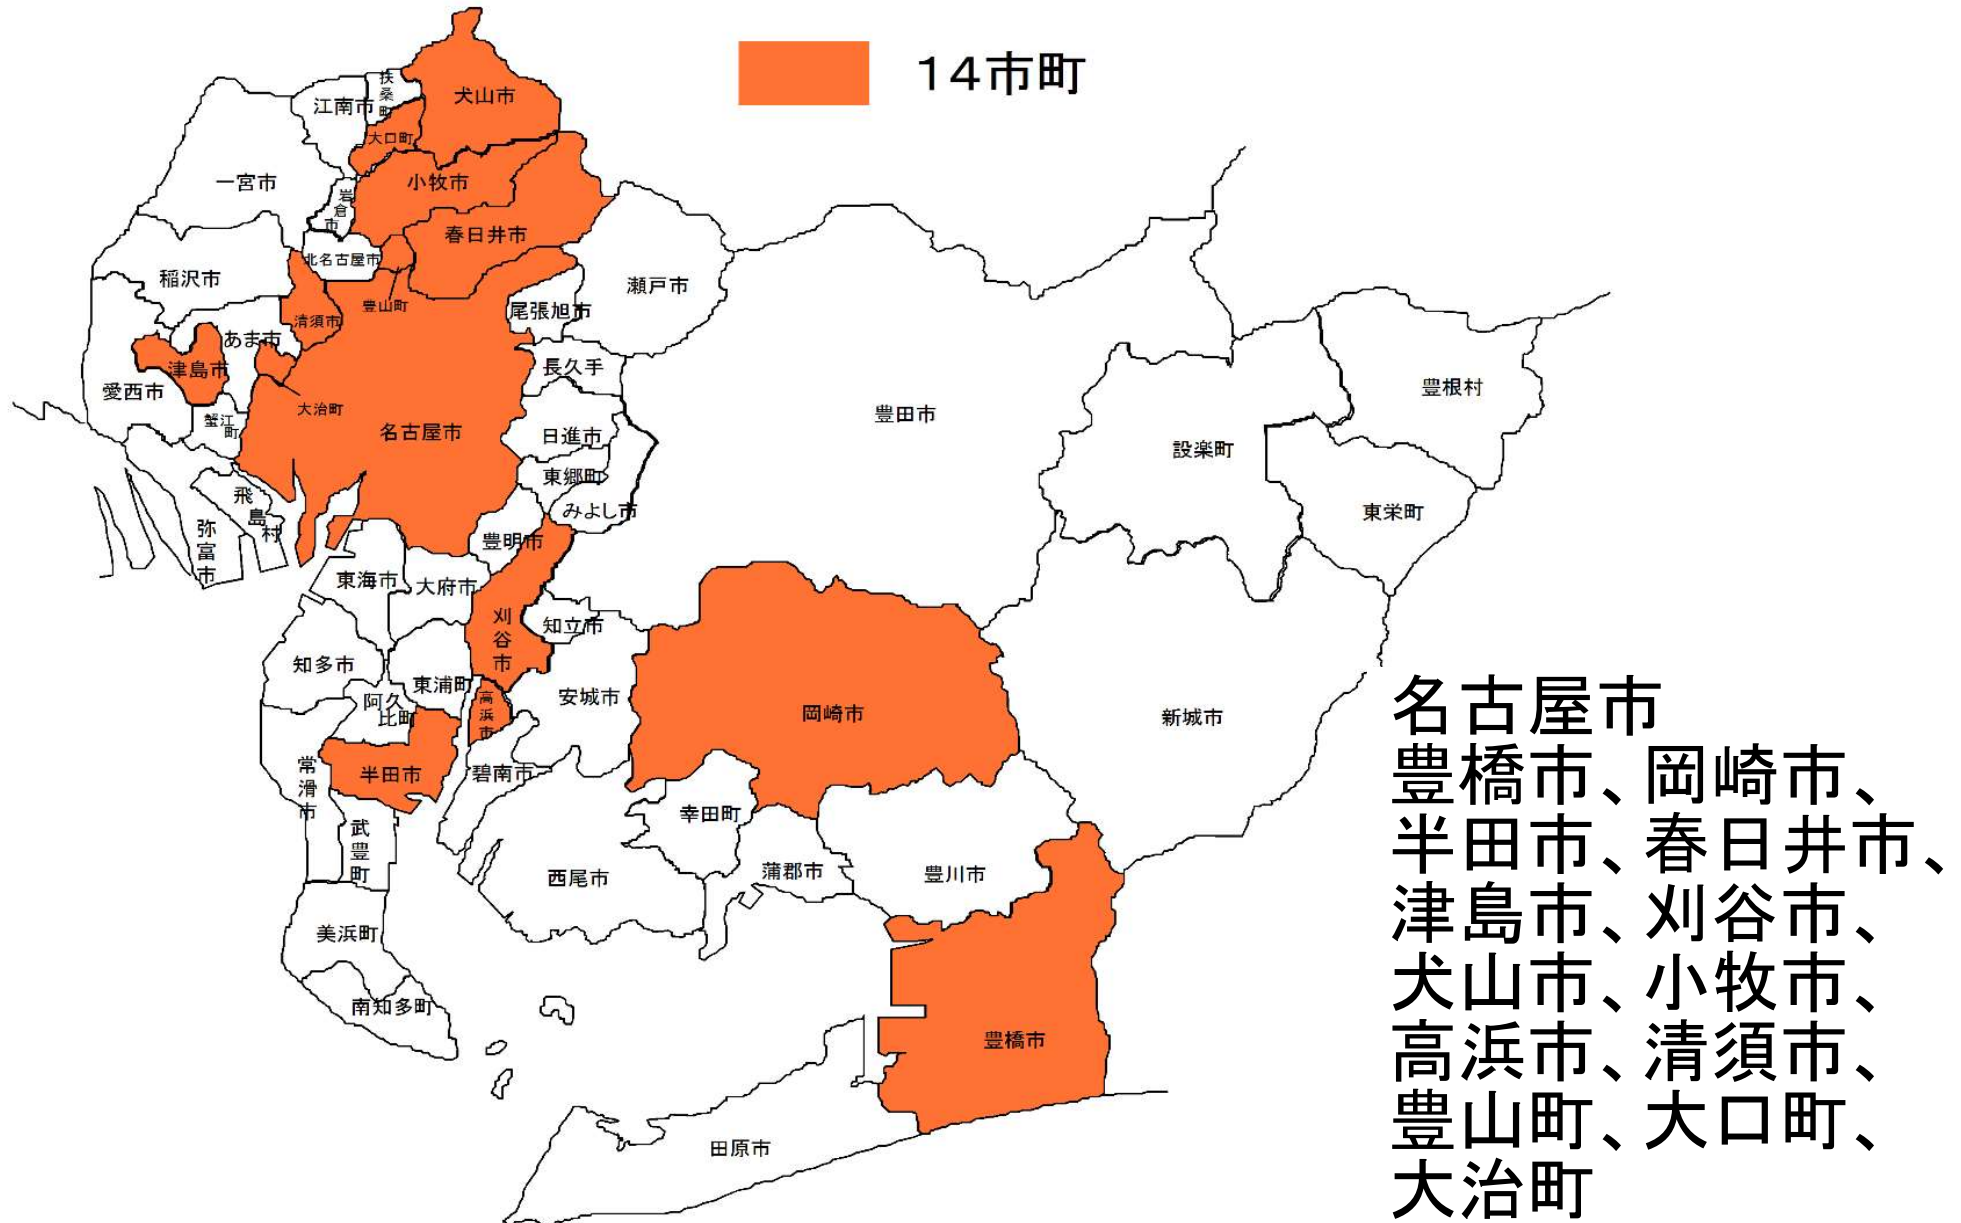 14市町
扶桑町
江南市
犬山市
大口町
一宮市
小牧市
岩倉市
春日井市
北名古屋市
稲沢市
瀬戸市
豊山町
尾張旭市
清須市
あま市
津島市
長久手
愛西市
豊根村
大治町
豊田市
蟹江町
名古屋市
日進市
設楽町
東郷町
飛島村
みよし市
東栄町
弥富市
豊明市
東海市
大府市
刈谷市
知立市
知多市
東浦町
安城市
阿久比町
高浜市
岡崎市
新城市
常滑市
半田市
碧南市
幸田町
武豊町
西尾市
蒲郡市
豊川市
美浜町
南知多町
豊橋市
田原市
名古屋市
豊橋市、岡崎市、
半田市、春日井市、
津島市、刈谷市、
犬山市、小牧市、
高浜市、清須市、
豊山町、大口町、
大治町